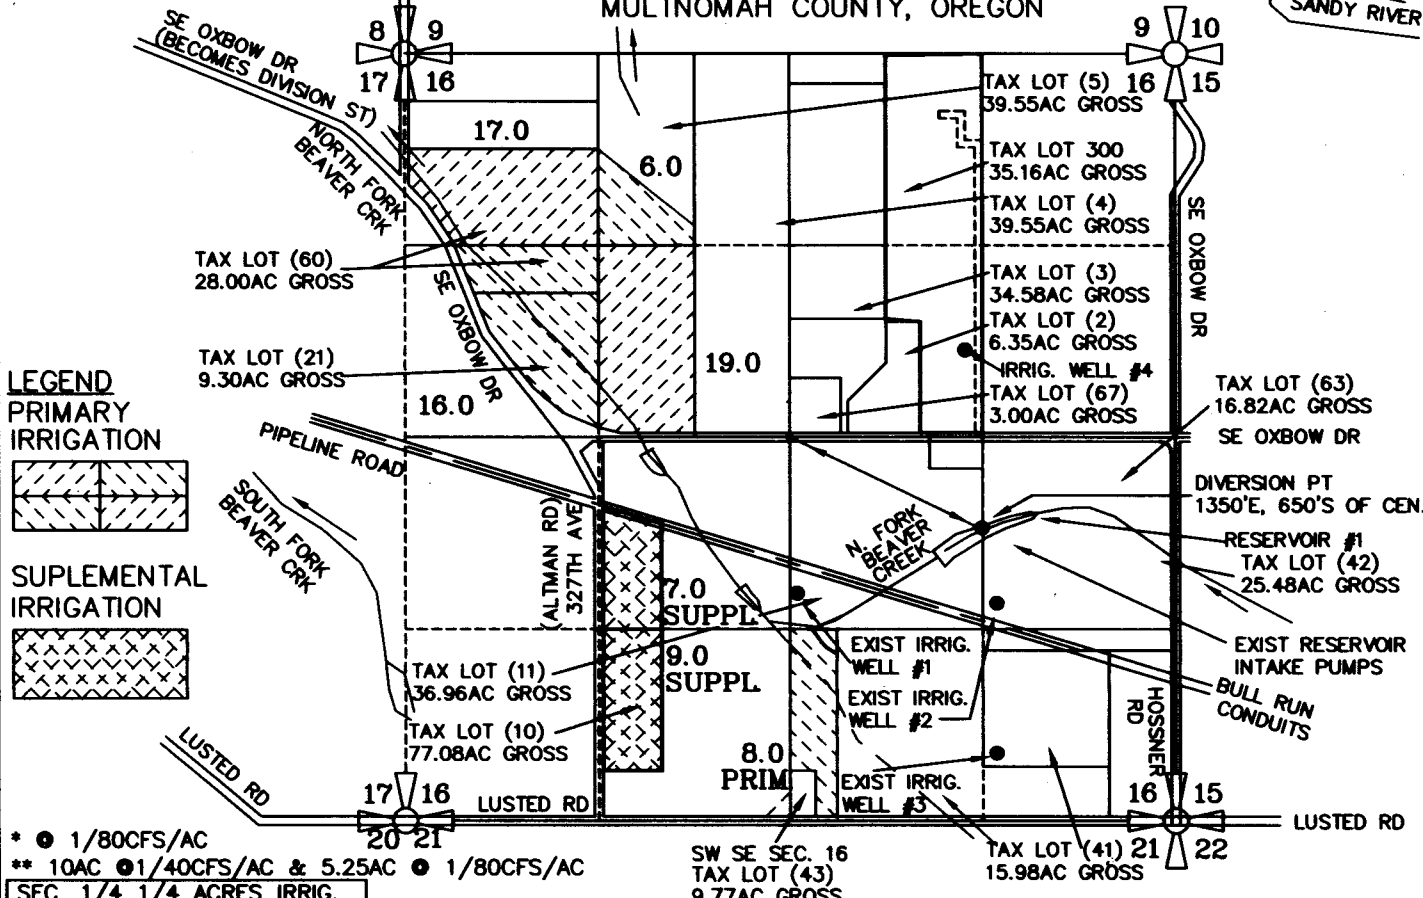 MULTNOMAH COUNTY, OREGON
SANDY RIVER
8 9
17 16
9 10
16 15
SE OXBOW DR
(BECOMES DIVISION ST)
NORTH FORK
BEAVER CRK
17.0
6.0
TAX LOT (5)
39.55AC GROSS
TAX LOT 300
35.16AC GROSS
TAX LOT (4)
39.55AC GROSS
TAX LOT (3)
34.58AC GROSS
TAX LOT (2)
6.35AC GROSS
IRRIG. WELL #4
TAX LOT (67)
3.00AC GROSS
SE OXBOW DR
TAX LOT (60)
28.00AC GROSS
SE OXBOW DR
TAX LOT (21)
9.30AC GROSS
19.0
16.0
TAX LOT (63)
16.82AC GROSS
SE OXBOW DR
LEGEND
PRIMARY
IRRIGATION
SUPLEMENTAL
IRRIGATION
PIPELINE ROAD
SOUTH FORK
BEAVER CRK
(ALTMAN RD)
327TH AVE
N. FORK
BEAVER
CREEK
DIVERSION PT
1350'E, 650'S OF CEN.
RESERVOIR #1
TAX LOT (42)
25.48AC GROSS
EXIST RESERVOIR
INTAKE PUMPS
BULL RUN
CONDUITS
HOSSNER
RD
7.0
SUPPL
9.0
SUPPL
TAX LOT (11)
36.96AC GROSS
TAX LOT (10)
77.08AC GROSS
EXIST IRRIG.
WELL #1
EXIST IRRIG.
WELL #2
8.0
PRIM
EXIST IRRIG.
WELL #3
LUSTED RD
17 16
20 21
LUSTED RD
16 15
21 22
LUSTED RD
* @ 1/80CFS/AC
** 10AC @1/40CFS/AC & 5.25AC @ 1/80CFS/AC
SEC 1/4 1/4 ACRES IRRIG.
SW SE SEC. 16
TAX LOT (43)
9.77AC GROSS
TAX LOT (41)
15.98AC GROSS